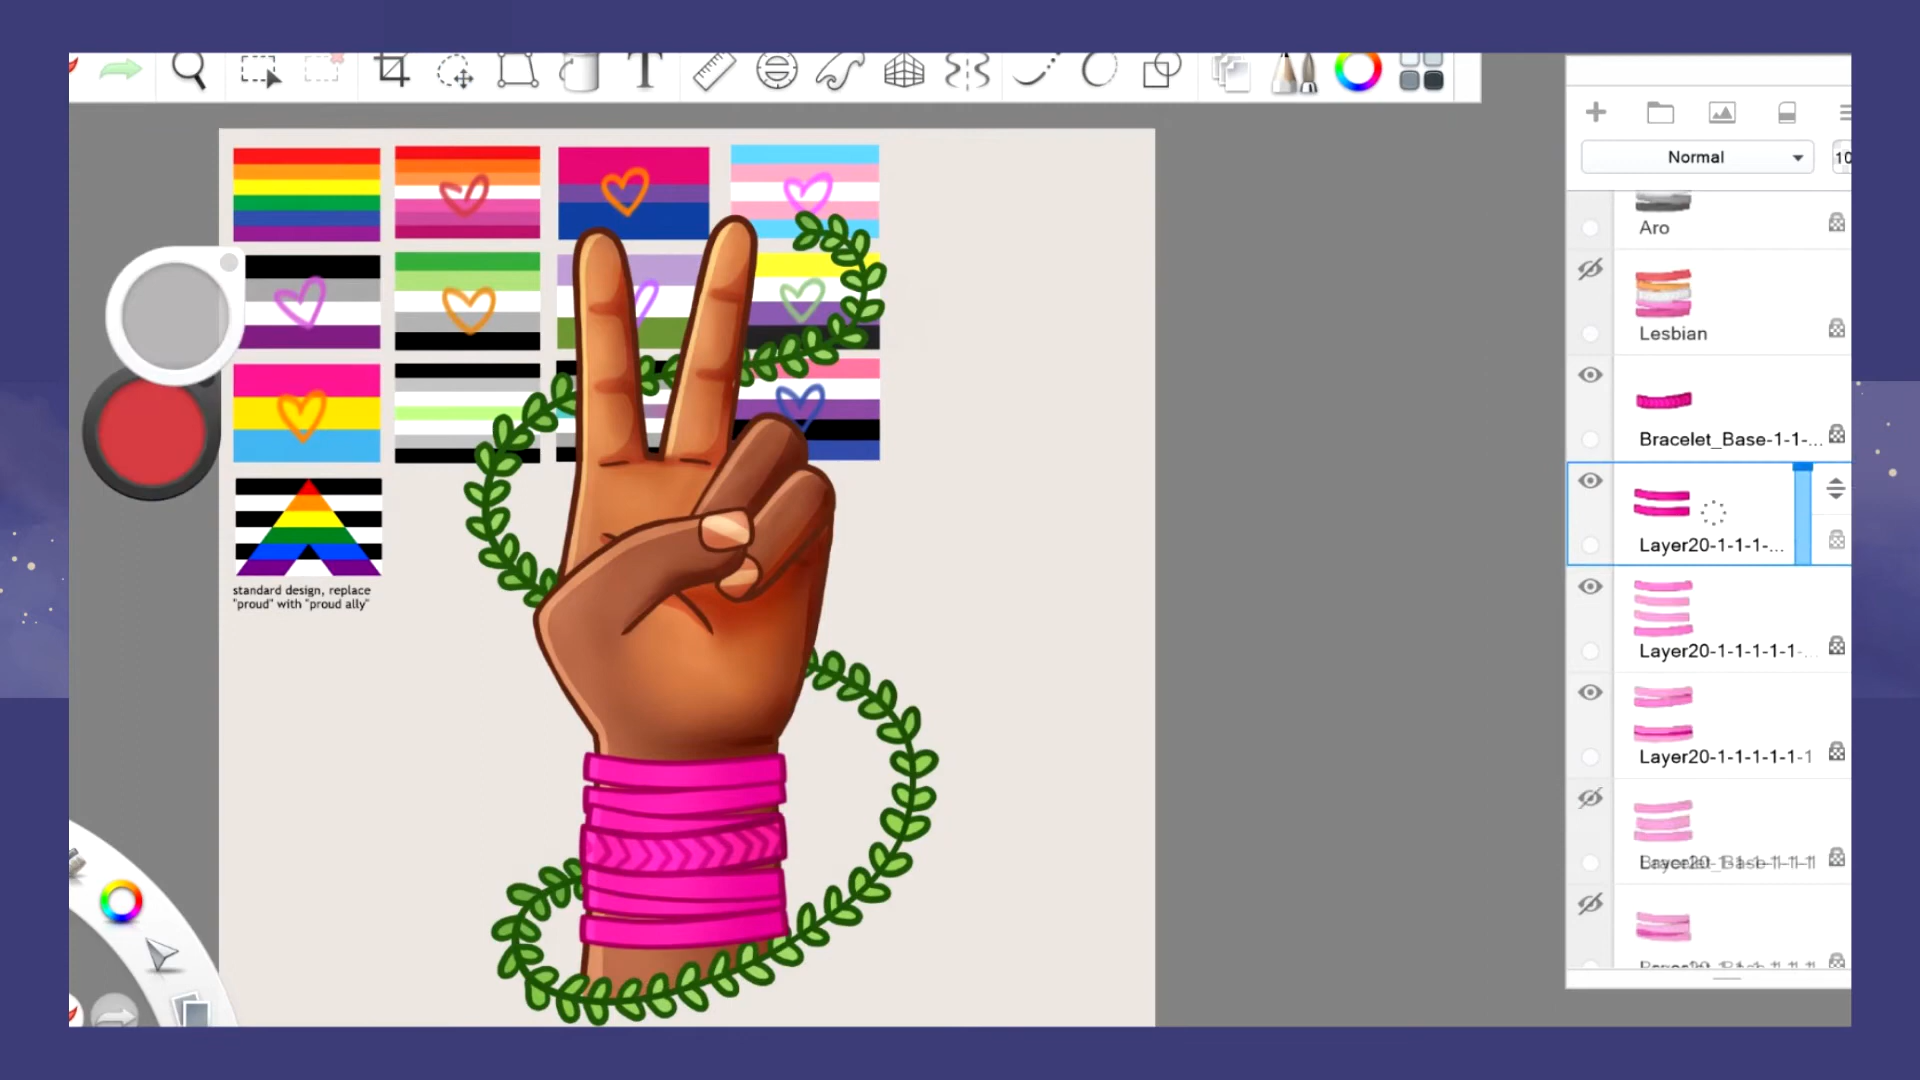 T
Normal
10
Aro
Lesbian
Bracelet_Base-1-1-...
Layer20-1-1-1-...
Layer20-1-1-1-1-1-...
Layer20-1-1-1-1-1-1
standard design, replace
"proud" with "proud ally"